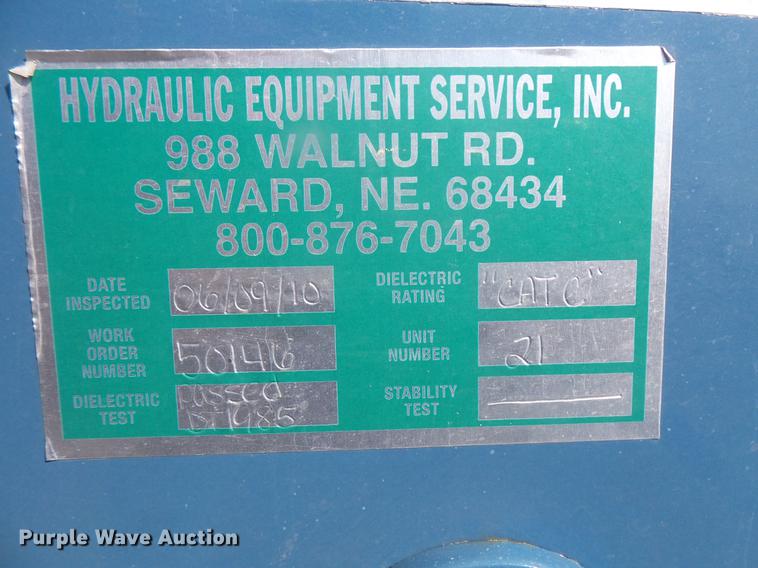 HYDRAULIC EQUIPMENT SERVICE, INC.
988 WALNUT RD.
SEWARD, NE. 68434
800-876-7043
DATE INSPECTED 06/09/10
DIELECTRIC RATING "CAT C"
WORK ORDER NUMBER 50146
UNIT NUMBER 21
DIELECTRIC TEST
STABILITY TEST
Purple Wave Auction